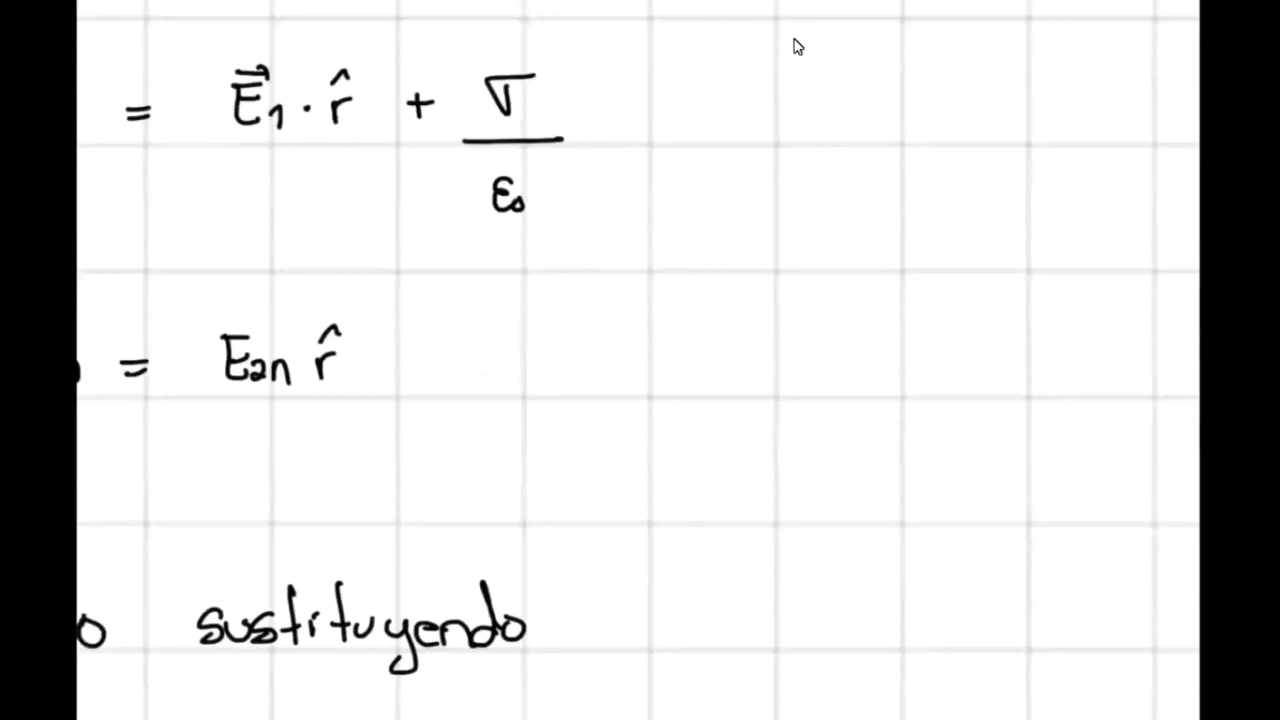 = E⃗₁ · r̂ + σ/ε₀
= E₂ₙ r̂
o sustituyendo